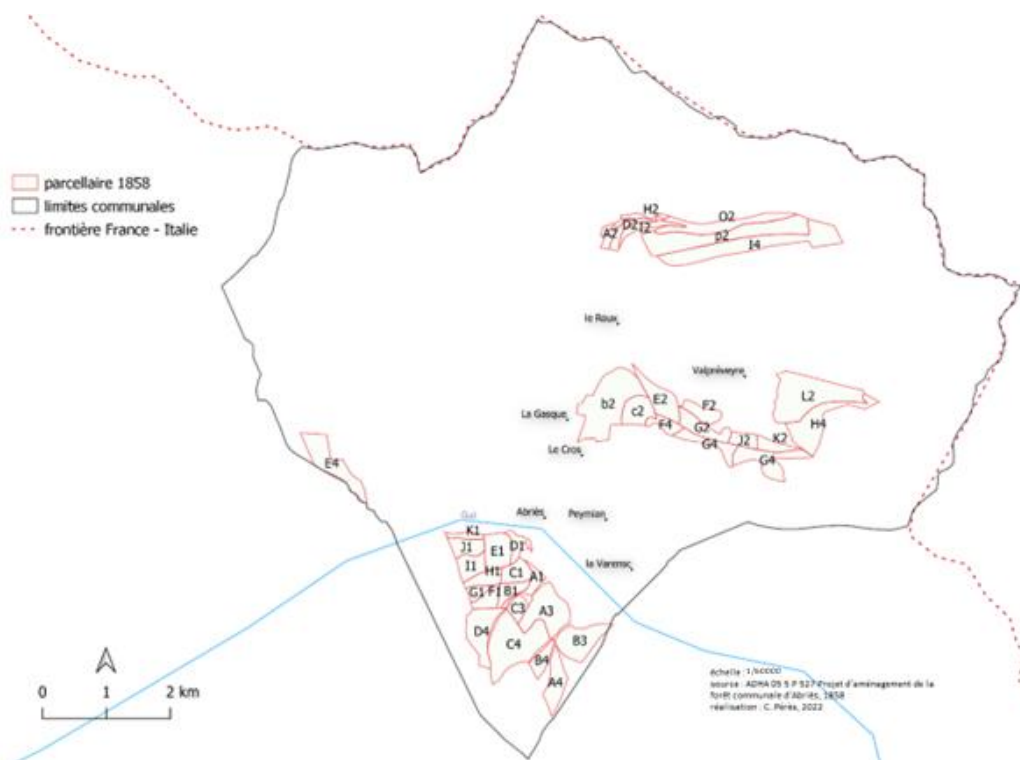 parcellaire 1858
limites communales
frontière France - Italie
H2
O2
A2
D2
I2
p2
I4
le Roux
Valpréveyre
L2
b2
E2
c2
F2
La Gasque
F4
G2
H4
J2
K2
G4
Le Cros
G4
E4
Guil
Abriès
Peymian
K1
J1
E1
D1
I1
H1
C1
A1
la Varenq
G1
F1
B1
C3
A3
D4
C4
B3
B4
A4
0 1 2 km
échelle : 1/60000
source : ADHA 05 5 P 527 Projet d'aménagement de la
forêt communale d'Abriès, 1858
réalisation : C. Pérès, 2022